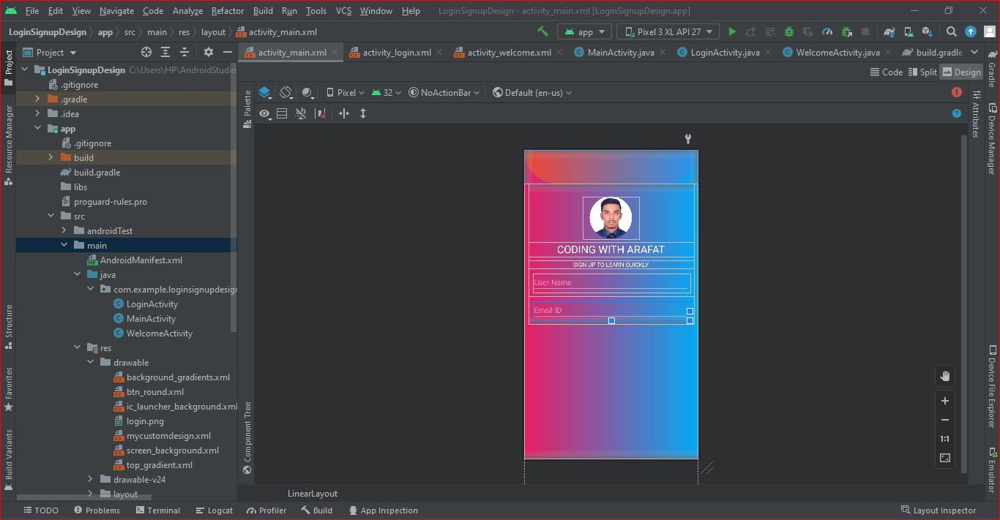 File Edit View Navigate Code Analyze Refactor Build Run Tools VCS Window Help LoginSignupDesign - activity_main.xml [LoginSignupDesign.app]
LoginSignupDesign app src main res layout activity_main.xml app Pixel 3 XL API 27
Project activity_main.xml activity_login.xml activity_welcome.xml MainActivity.java LoginActivity.java WelcomeActivity.java build.gradle
Code Split Design
Pixel 32 NoActionBar Default (en-us)
LoginSignupDesign C:\Users\HP\AndroidStudio
.gitignore
.gradle
.idea
app
.gitignore
build
build.gradle
libs
proguard-rules.pro
src
androidTest
main
AndroidManifest.xml
java
com.example.loginsignupdesign
LoginActivity
MainActivity
WelcomeActivity
res
drawable
background_gradients.xml
btn_round.xml
ic_launcher_background.xml
login.png
mycustomdesign.xml
screen_background.xml
top_gradient.xml
drawable-v24
layout
Project
Resource Manager
Structure
Favorites
Build Variants
Palette
Component Tree
CODING WITH ARAFAT
SIGN UP TO LEARN QUICKLY
User Name
Email ID
1:1
Attributes
Gradle
Device Manager
Device File Explorer
Emulator
LinearLayout
TODO Problems Terminal Logcat Profiler Build App Inspection Layout Inspector